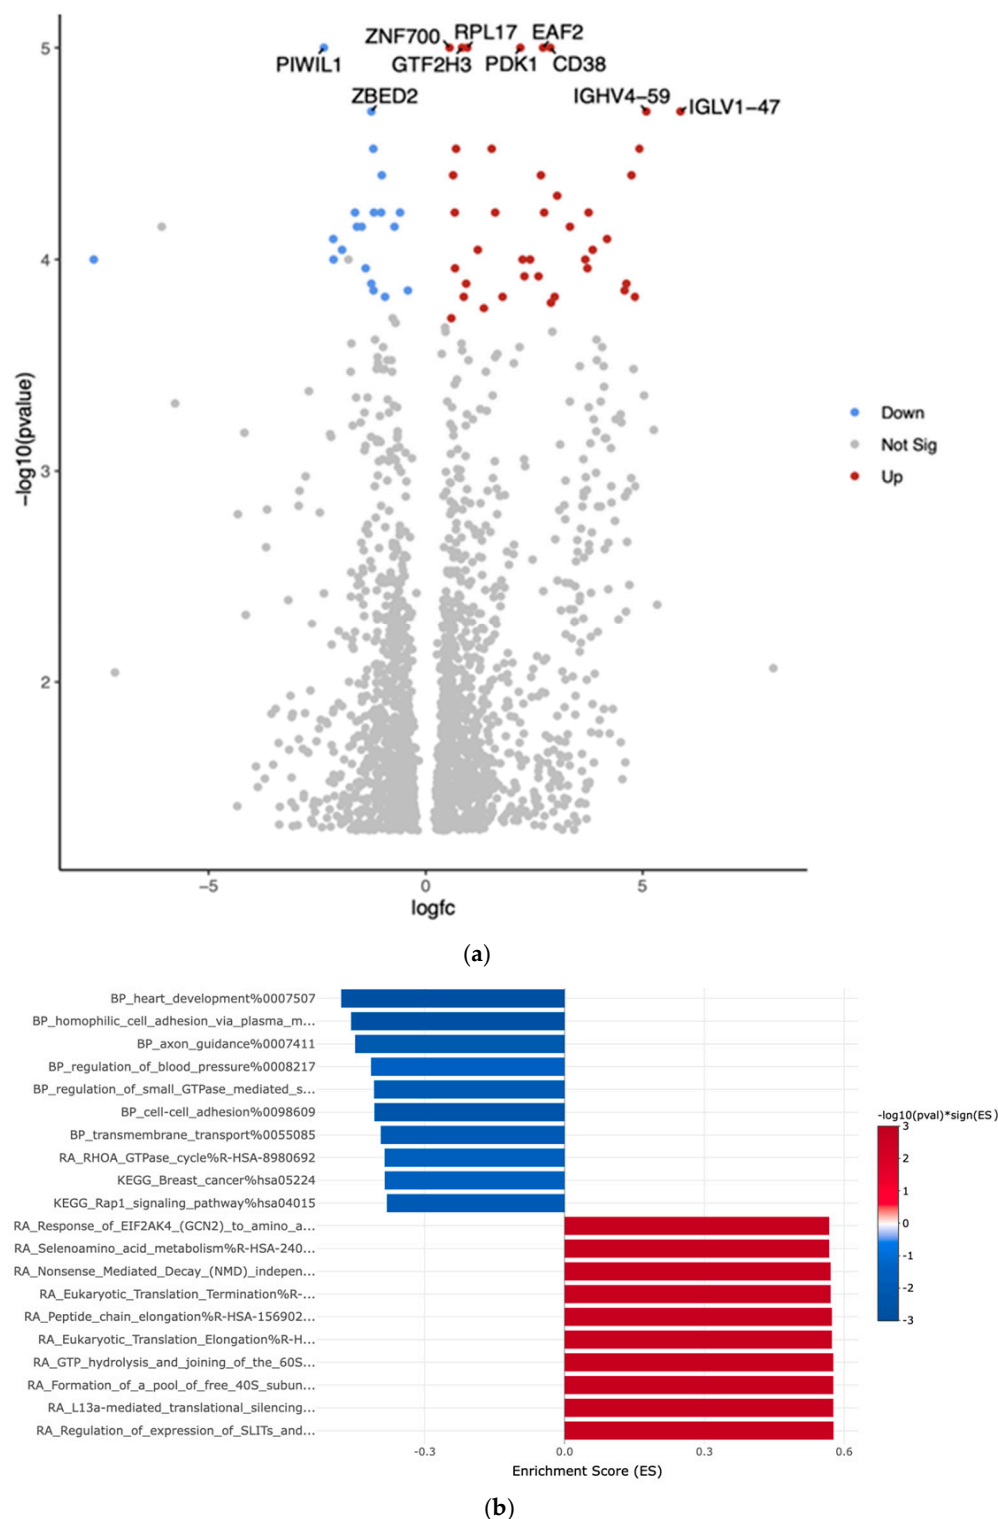 ZNF700 RPL17 EAF2
PIWIL1 GTF2H3 PDK1 CD38
ZBED2 IGHV4−59 IGLV1−47
5
4
3
2
−log10(pvalue)
Down
Not Sig
Up
−5 0 5
logfc
(a)
BP_heart_development%0007507
BP_homophilic_cell_adhesion_via_plasma_m...
BP_axon_guidance%0007411
BP_regulation_of_blood_pressure%0008217
BP_regulation_of_small_GTPase_mediated_s...
BP_cell-cell_adhesion%0098609
BP_transmembrane_transport%0055085
RA_RHOA_GTPase_cycle%R-HSA-8980692
KEGG_Breast_cancer%hsa05224
KEGG_Rap1_signaling_pathway%hsa04015
RA_Response_of_EIF2AK4_(GCN2)_to_amino_a...
RA_Selenoamino_acid_metabolism%R-HSA-240...
RA_Nonsense_Mediated_Decay_(NMD)_indepen...
RA_Eukaryotic_Translation_Termination%R-...
RA_Peptide_chain_elongation%R-HSA-156902...
RA_Eukaryotic_Translation_Elongation%R-H...
RA_GTP_hydrolysis_and_joining_of_the_60S...
RA_Formation_of_a_pool_of_free_40S_subun...
RA_L13a-mediated_translational_silencing...
RA_Regulation_of_expression_of_SLITs_and...
-0.3 0.0 0.3 0.6
Enrichment Score (ES)
-log10(pval)*sign(ES)
3
2
1
0
-1
-2
-3
(b)